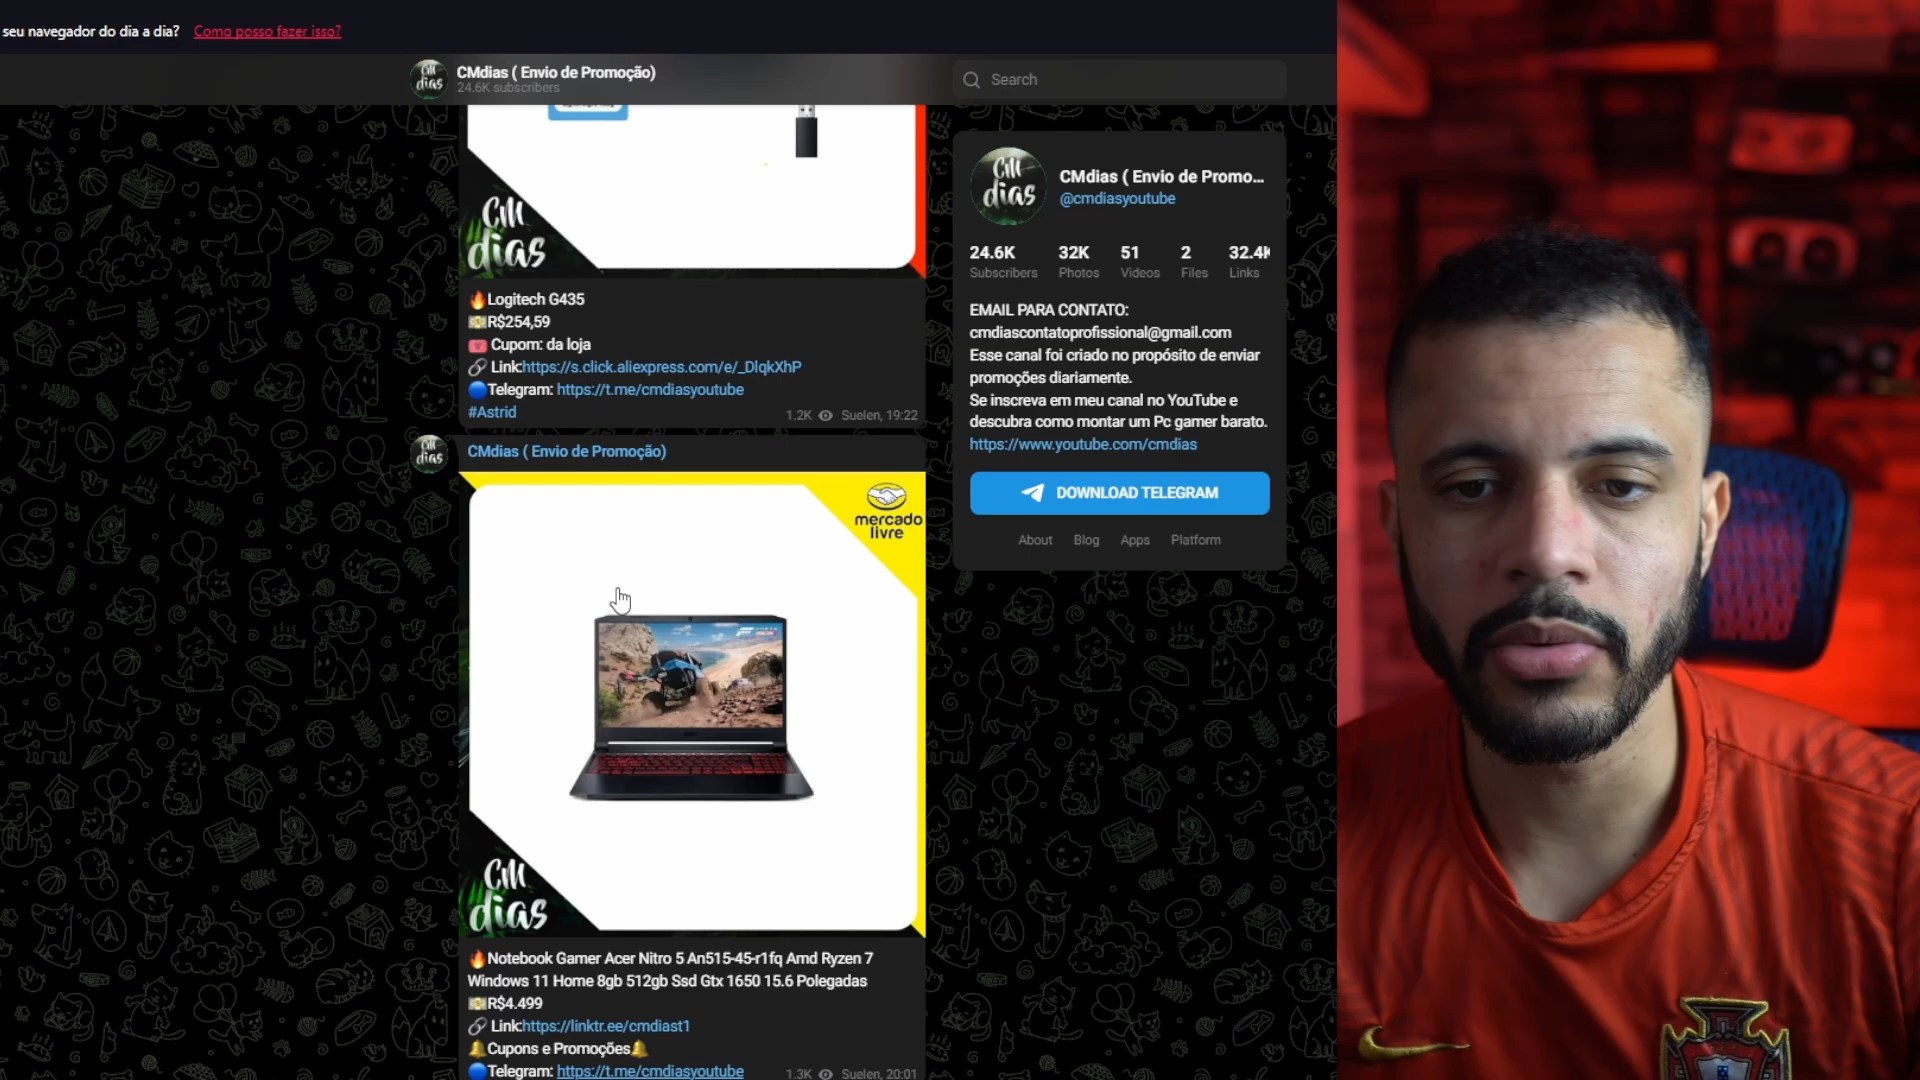 seu navegador do dia a dia? Como posso fazer isso?
CMdias ( Envio de Promoção)
24.6K subscribers
Search
CM
dias
🔥Logitech G435
💵R$254,59
🎟️ Cupom: da loja
🔗 Link:https://s.click.aliexpress.com/e/_DlqkXhP
🔵Telegram: https://t.me/cmdiasyoutube
#Astrid
1.2K Suelen, 19:22
CMdias ( Envio de Promoção)
mercado
livre
CM
dias
🔥Notebook Gamer Acer Nitro 5 An515-45-r1fq Amd Ryzen 7
Windows 11 Home 8gb 512gb Ssd Gtx 1650 15.6 Polegadas
💵R$4.499
🔗 Link:https://linktr.ee/cmdiast1
🔔Cupons e Promoções🔔
🔵Telegram: https://t.me/cmdiasyoutube
1.3K Suelen, 20:01
CM
dias
CMdias ( Envio de Promo...
@cmdiasyoutube
24.6K 32K 51 2 32.4K
Subscribers Photos Videos Files Links
EMAIL PARA CONTATO:
cmdiascontatoprofissional@gmail.com
Esse canal foi criado no propósito de enviar
promoções diariamente.
Se inscreva em meu canal no YouTube e
descubra como montar um Pc gamer barato.
https://www.youtube.com/cmdias
DOWNLOAD TELEGRAM
About Blog Apps Platform